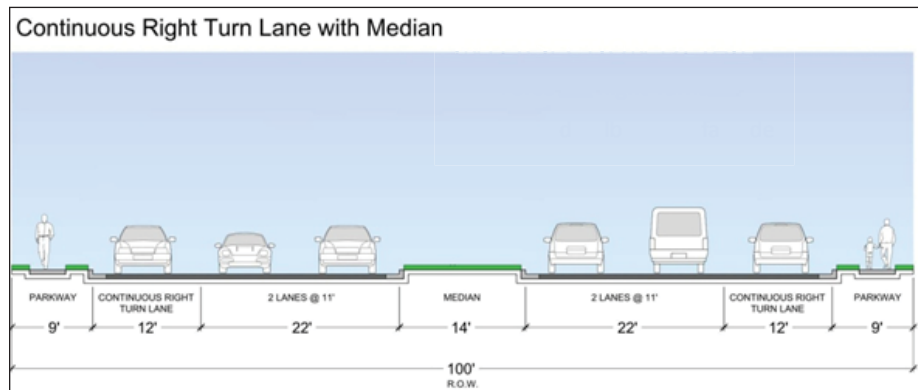 Continuous Right Turn Lane with Median
PARKWAY
CONTINUOUS RIGHT
TURN LANE
2 LANES @ 11'
MEDIAN
2 LANES @ 11'
CONTINUOUS RIGHT
TURN LANE
PARKWAY
9'
12'
22'
14'
22'
12'
9'
100'
R.O.W.